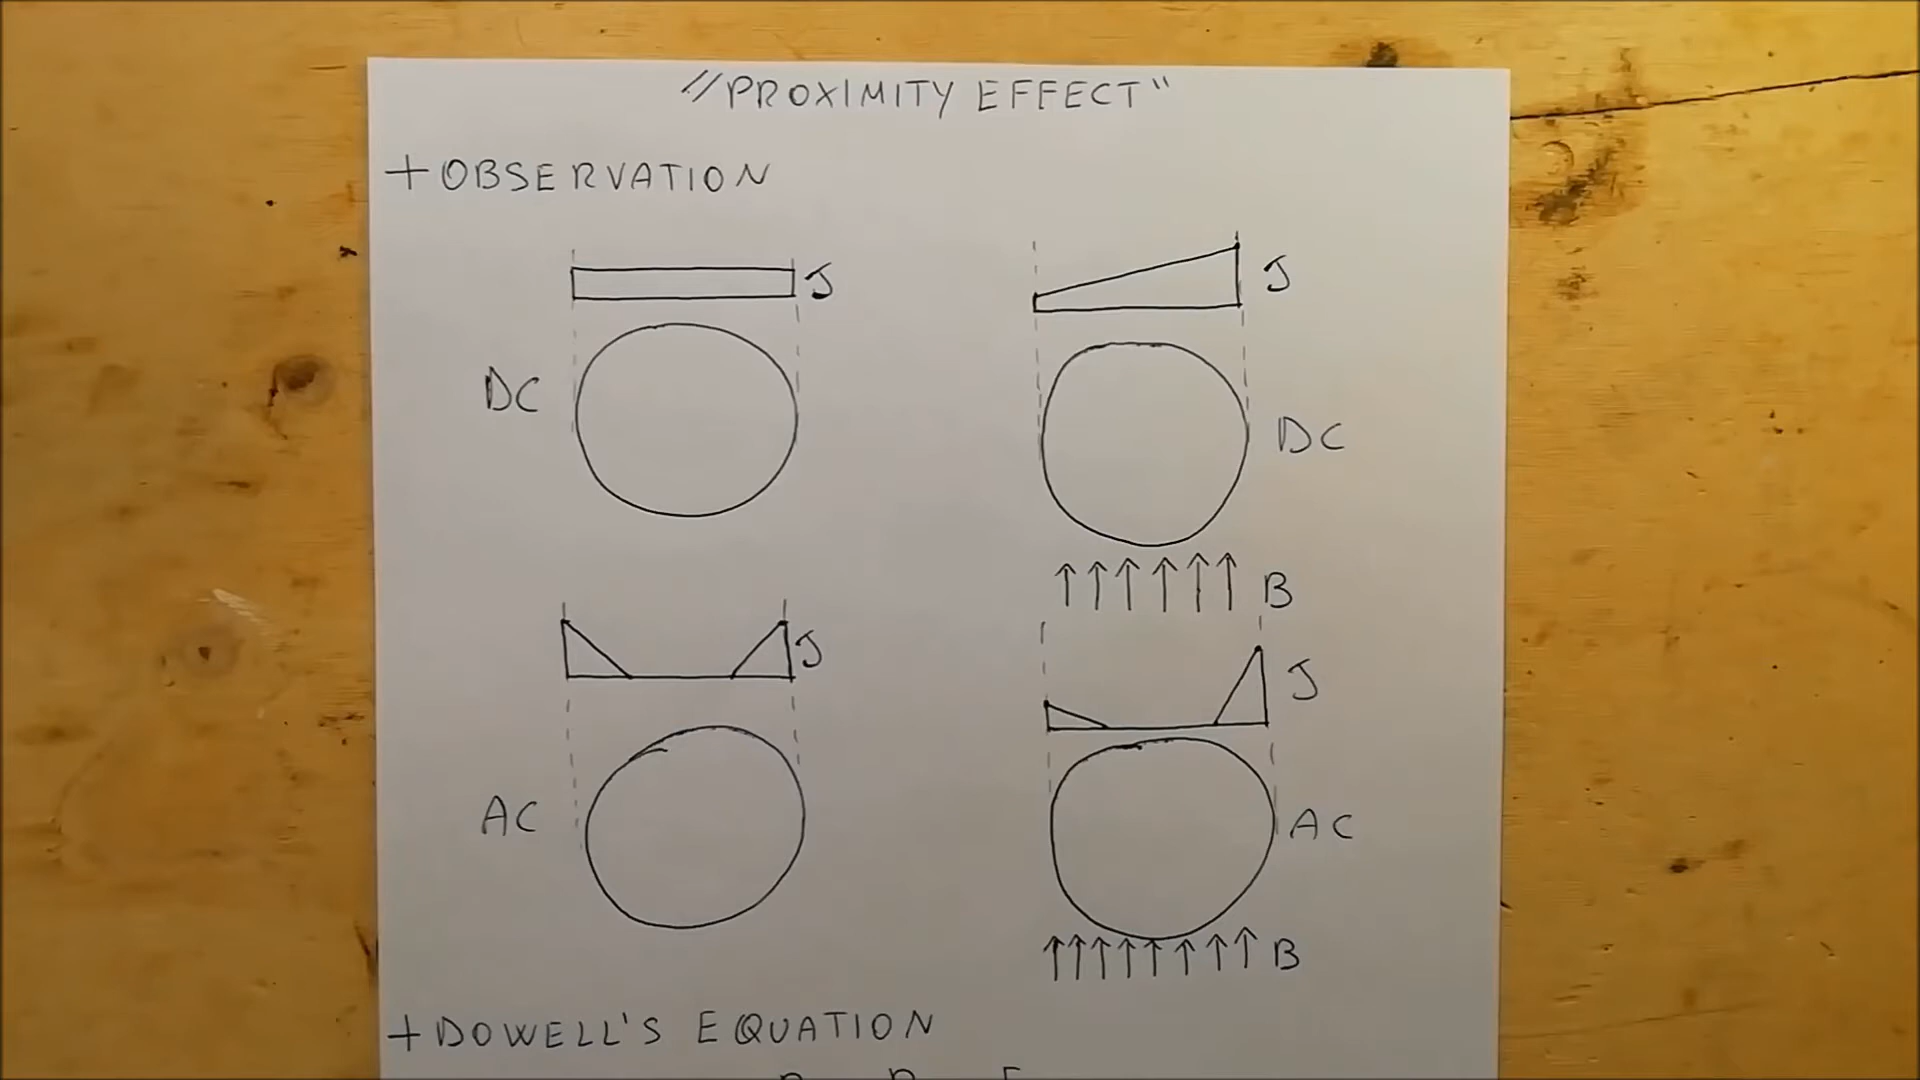 "PROXIMITY EFFECT"
+OBSERVATION
J
J
DC
DC
B
J
J
AC
AC
B
+DOWELL'S EQUATION